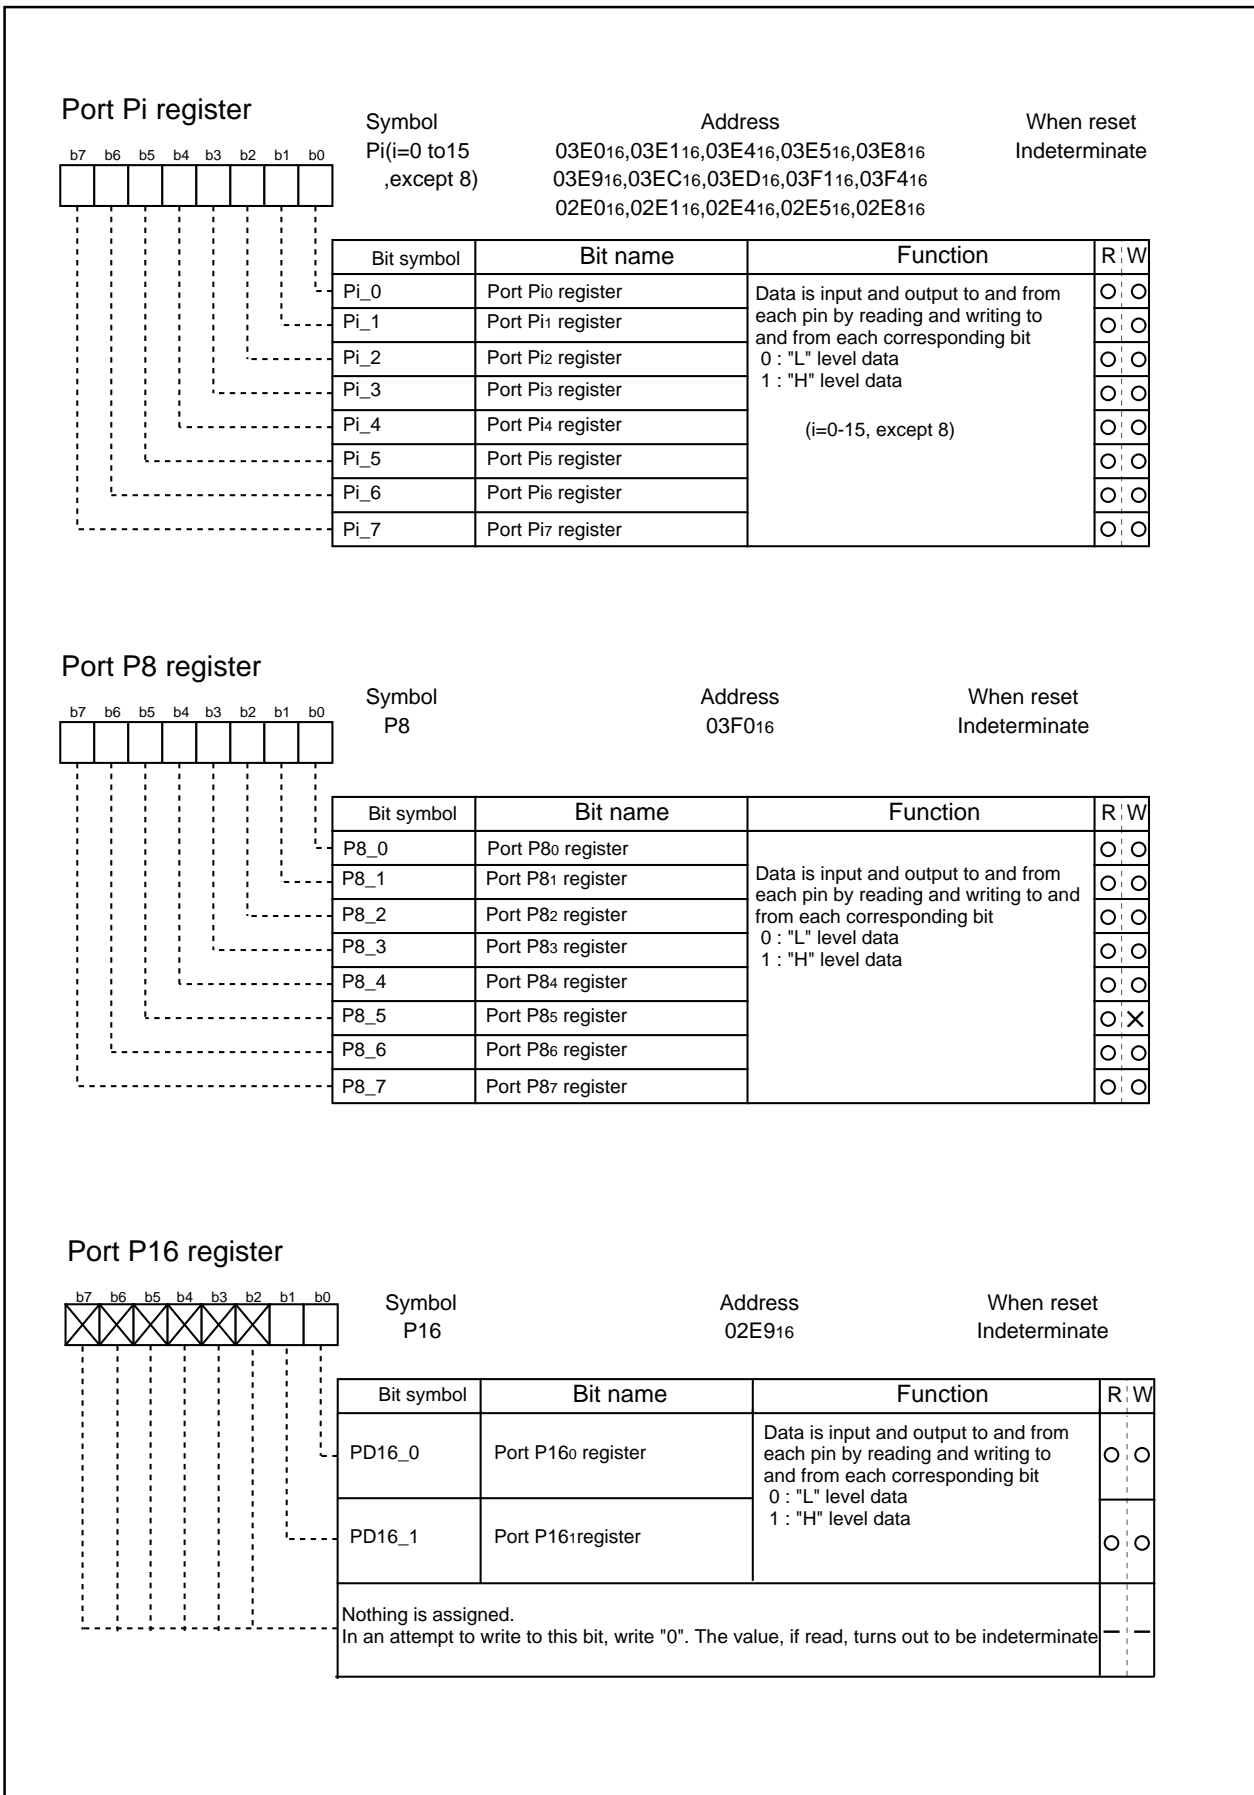 Port Pi register
Symbol Address When reset
b7 b6 b5 b4 b3 b2 b1 b0
Pi(i=0 to15 03E016,03E116,03E416,03E516,03E816 Indeterminate
,except 8) 03E916,03EC16,03ED16,03F116,03F416
02E016,02E116,02E416,02E516,02E816
Bit symbol Bit name Function R W
Pi_0 Port Pi0 register Data is input and output to and from
Pi_1 Port Pi1 register each pin by reading and writing to
and from each corresponding bit
Pi_2 Port Pi2 register 0 : "L" level data
Pi_3 Port Pi3 register 1 : "H" level data
Pi_4 Port Pi4 register (i=0-15, except 8)
Pi_5 Port Pi5 register
Pi_6 Port Pi6 register
Pi_7 Port Pi7 register
Port P8 register
Symbol Address When reset
b7 b6 b5 b4 b3 b2 b1 b0
P8 03F016 Indeterminate
Bit symbol Bit name Function R W
P8_0 Port P80 register
P8_1 Port P81 register Data is input and output to and from
each pin by reading and writing to and
P8_2 Port P82 register from each corresponding bit
0 : "L" level data
P8_3 Port P83 register 1 : "H" level data
P8_4 Port P84 register
P8_5 Port P85 register
P8_6 Port P86 register
P8_7 Port P87 register
Port P16 register
b7 b6 b5 b4 b3 b2 b1 b0
Symbol Address When reset
P16 02E916 Indeterminate
Bit symbol Bit name Function R W
Data is input and output to and from
PD16_0 Port P160 register each pin by reading and writing to
and from each corresponding bit
0 : "L" level data
1 : "H" level data
PD16_1 Port P161register
Nothing is assigned.
In an attempt to write to this bit, write "0". The value, if read, turns out to be indeterminate